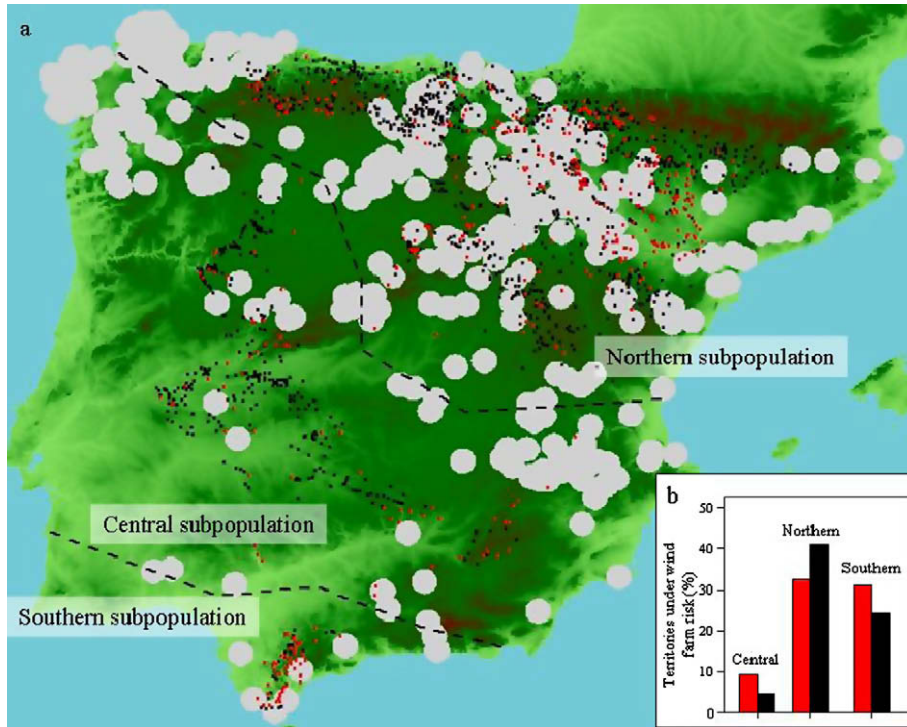 a
Northern subpopulation
Central subpopulation
Southern subpopulation
b
Territories under wind
farm risk (%)
50
40
30
20
10
0
Central
Northern
Southern